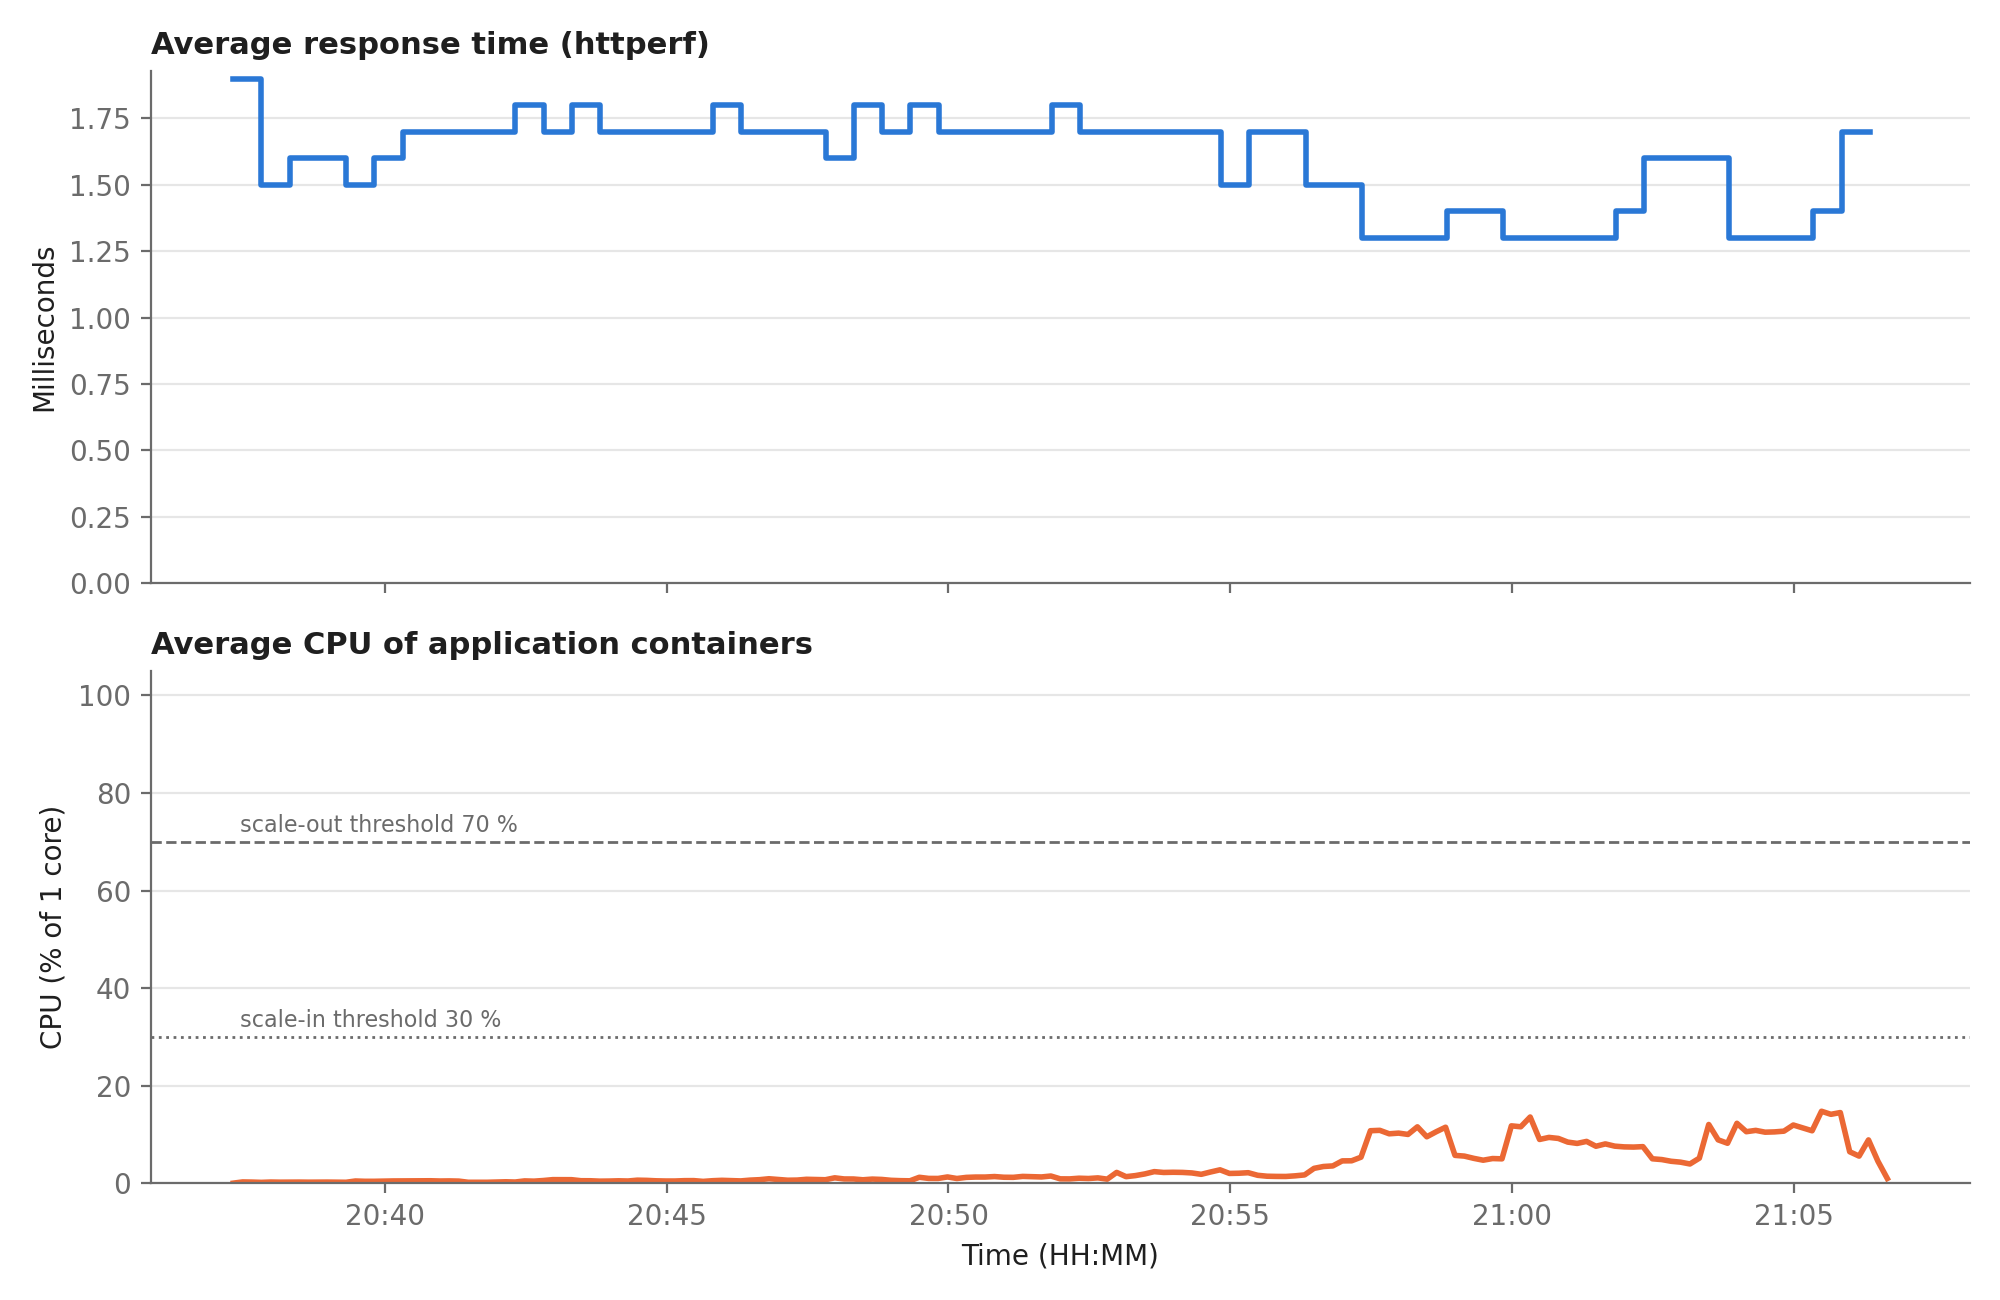 Average response time (httperf)
1.75
1.50
1.25
1.00
0.75
0.50
0.25
0.00
Milliseconds
Average CPU of application containers
100
80
60
40
20
0
CPU (% of 1 core)
scale-out threshold 70 %
scale-in threshold 30 %
20:40 20:45 20:50 20:55 21:00 21:05
Time (HH:MM)